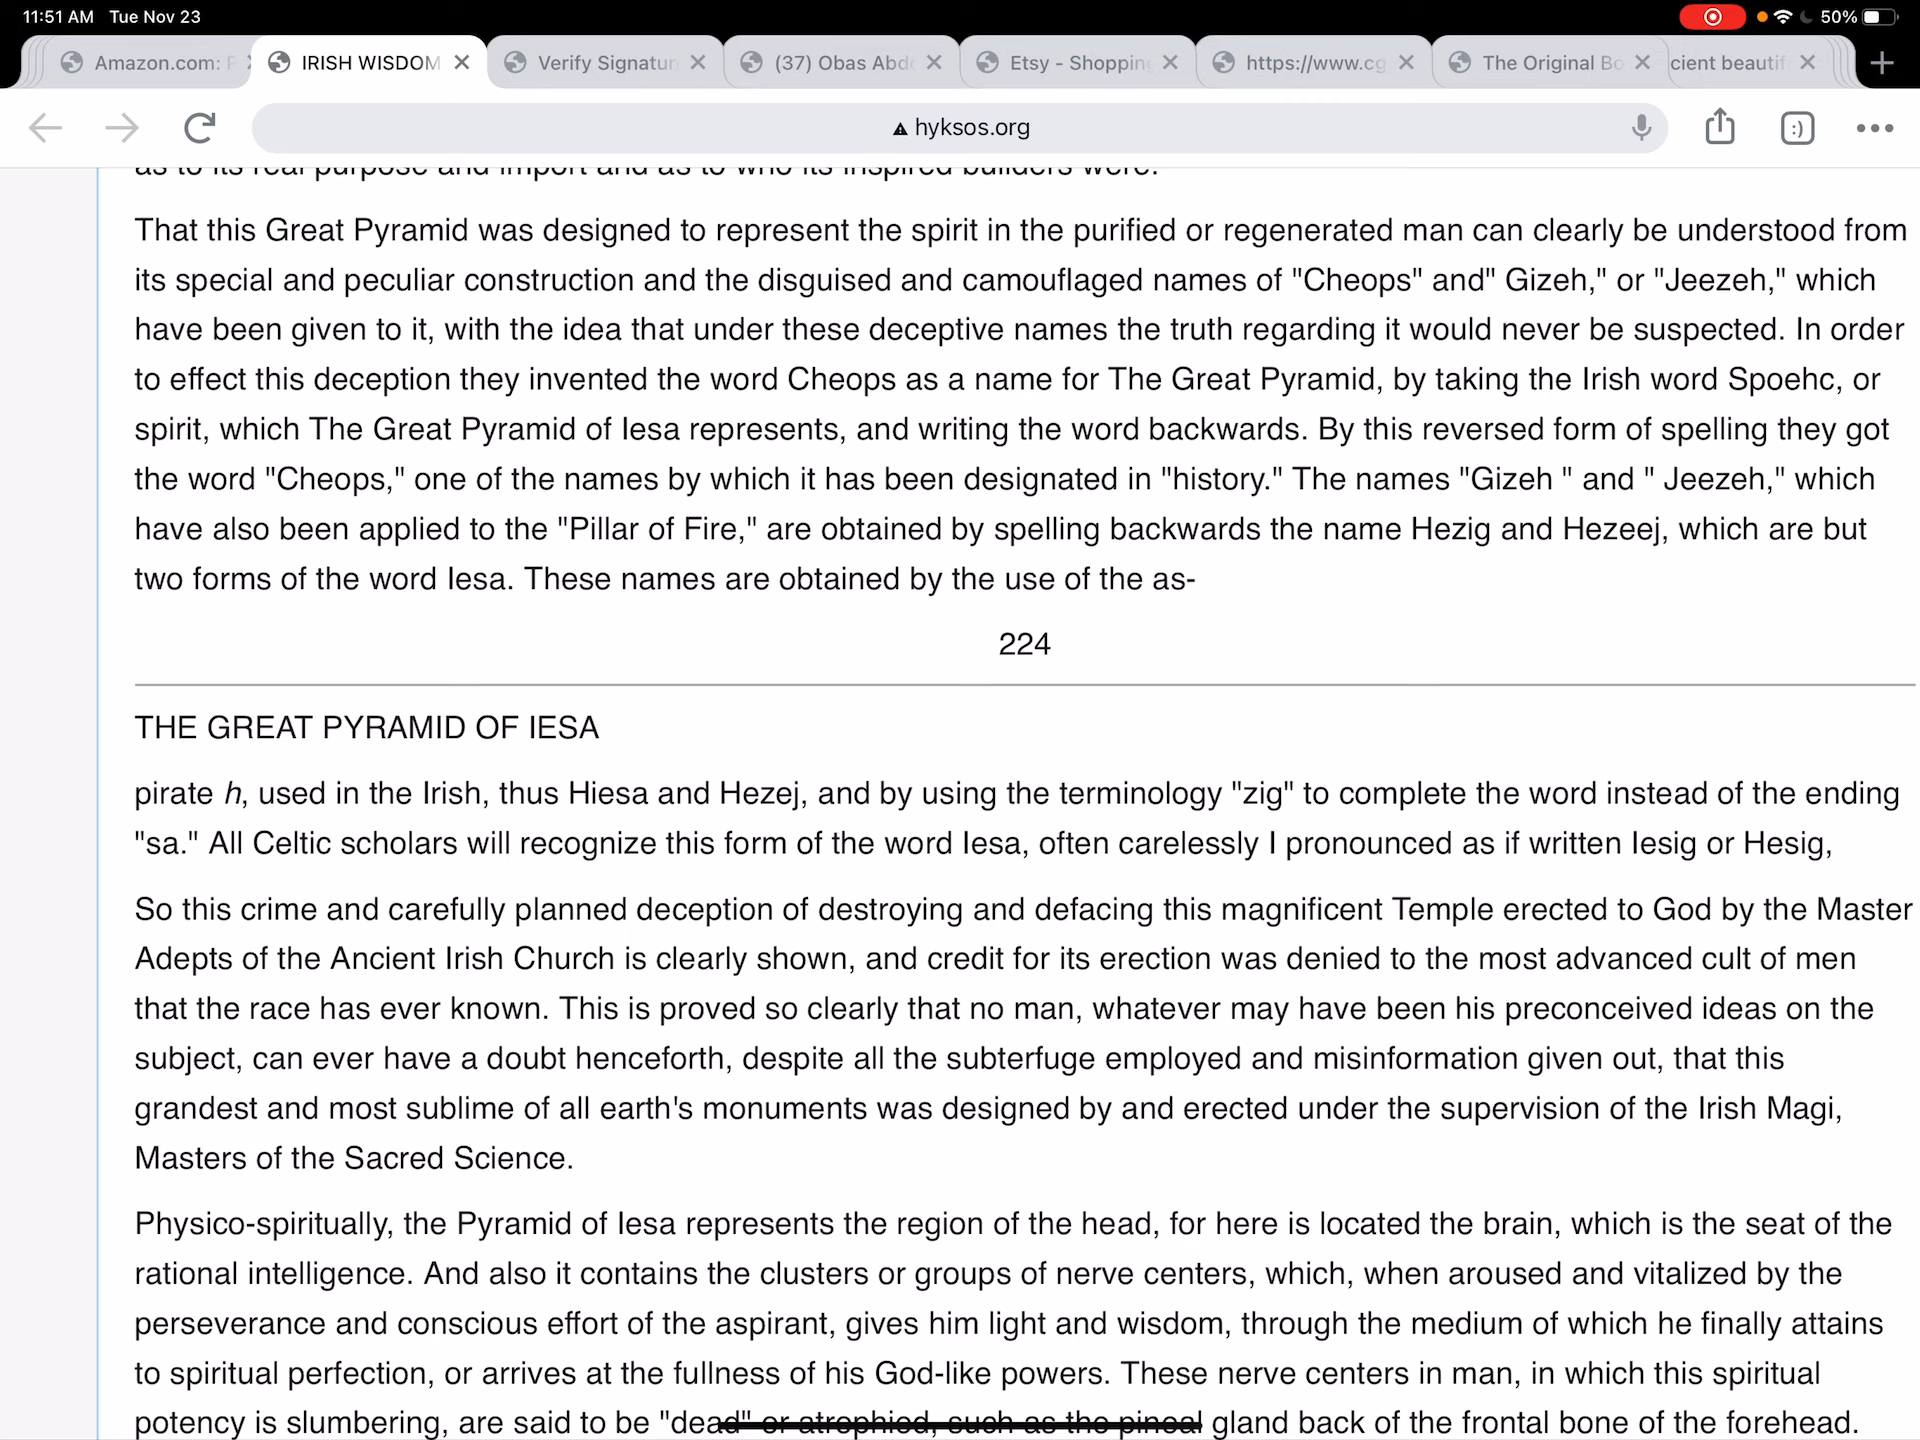 11:51 AM Tue Nov 23
50%
Amazon.com:
IRISH WISDOM
Verify Signatur
(37) Obas Abd
Etsy - Shopping
https://www.cg
The Original Bo
cient beautif
hyksos.org
as to its real purpose and import and as to who its inspired builders were.
That this Great Pyramid was designed to represent the spirit in the purified or regenerated man can clearly be understood from
its special and peculiar construction and the disguised and camouflaged names of "Cheops" and" Gizeh," or "Jeezeh," which
have been given to it, with the idea that under these deceptive names the truth regarding it would never be suspected. In order
to effect this deception they invented the word Cheops as a name for The Great Pyramid, by taking the Irish word Spoehc, or
spirit, which The Great Pyramid of Iesa represents, and writing the word backwards. By this reversed form of spelling they got
the word "Cheops," one of the names by which it has been designated in "history." The names "Gizeh " and " Jeezeh," which
have also been applied to the "Pillar of Fire," are obtained by spelling backwards the name Hezig and Hezeej, which are but
two forms of the word Iesa. These names are obtained by the use of the as-
224
THE GREAT PYRAMID OF IESA
pirate h, used in the Irish, thus Hiesa and Hezej, and by using the terminology "zig" to complete the word instead of the ending
"sa." All Celtic scholars will recognize this form of the word Iesa, often carelessly I pronounced as if written Iesig or Hesig,
So this crime and carefully planned deception of destroying and defacing this magnificent Temple erected to God by the Master
Adepts of the Ancient Irish Church is clearly shown, and credit for its erection was denied to the most advanced cult of men
that the race has ever known. This is proved so clearly that no man, whatever may have been his preconceived ideas on the
subject, can ever have a doubt henceforth, despite all the subterfuge employed and misinformation given out, that this
grandest and most sublime of all earth's monuments was designed by and erected under the supervision of the Irish Magi,
Masters of the Sacred Science.
Physico-spiritually, the Pyramid of Iesa represents the region of the head, for here is located the brain, which is the seat of the
rational intelligence. And also it contains the clusters or groups of nerve centers, which, when aroused and vitalized by the
perseverance and conscious effort of the aspirant, gives him light and wisdom, through the medium of which he finally attains
to spiritual perfection, or arrives at the fullness of his God-like powers. These nerve centers in man, in which this spiritual
potency is slumbering, are said to be "dead" or atrophied, such as the pineal gland back of the frontal bone of the forehead.